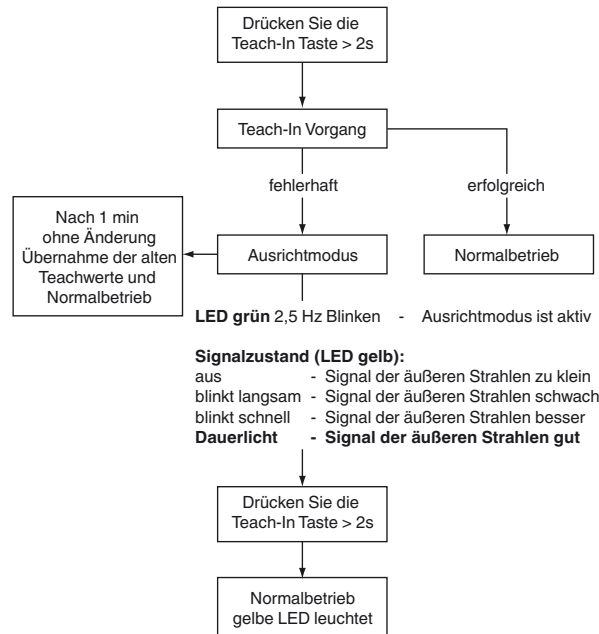 Drücken Sie die
Teach-In Taste > 2s
Teach-In Vorgang
fehlerhaft
erfolgreich
Nach 1 min
ohne Änderung
Übernahme der alten
Teachwerte und
Normalbetrieb
Ausrichtmodus
Normalbetrieb
LED grün 2,5 Hz Blinken - Ausrichtmodus ist aktiv
Signalzustand (LED gelb):
aus - Signal der äußeren Strahlen zu klein
blinkt langsam - Signal der äußeren Strahlen schwach
blinkt schnell - Signal der äußeren Strahlen besser
Dauerlicht - Signal der äußeren Strahlen gut
Drücken Sie die
Teach-In Taste > 2s
Normalbetrieb
gelbe LED leuchtet